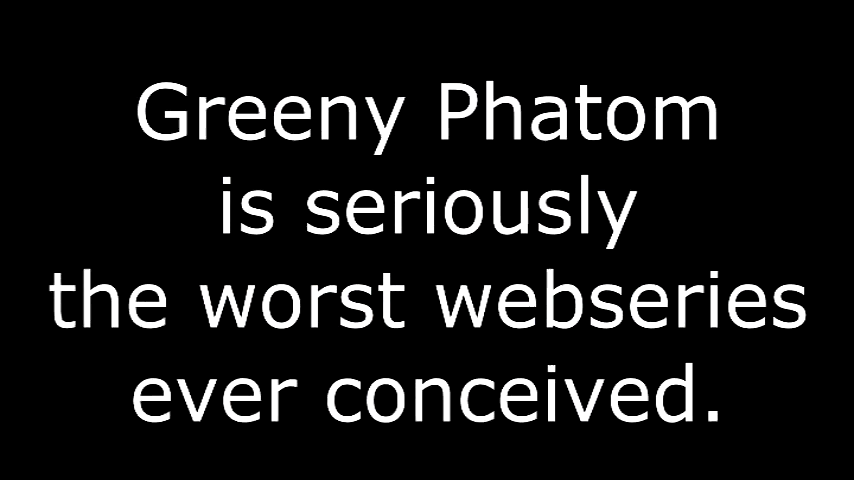 Greeny Phatom
is seriously
the worst webseries
ever conceived.